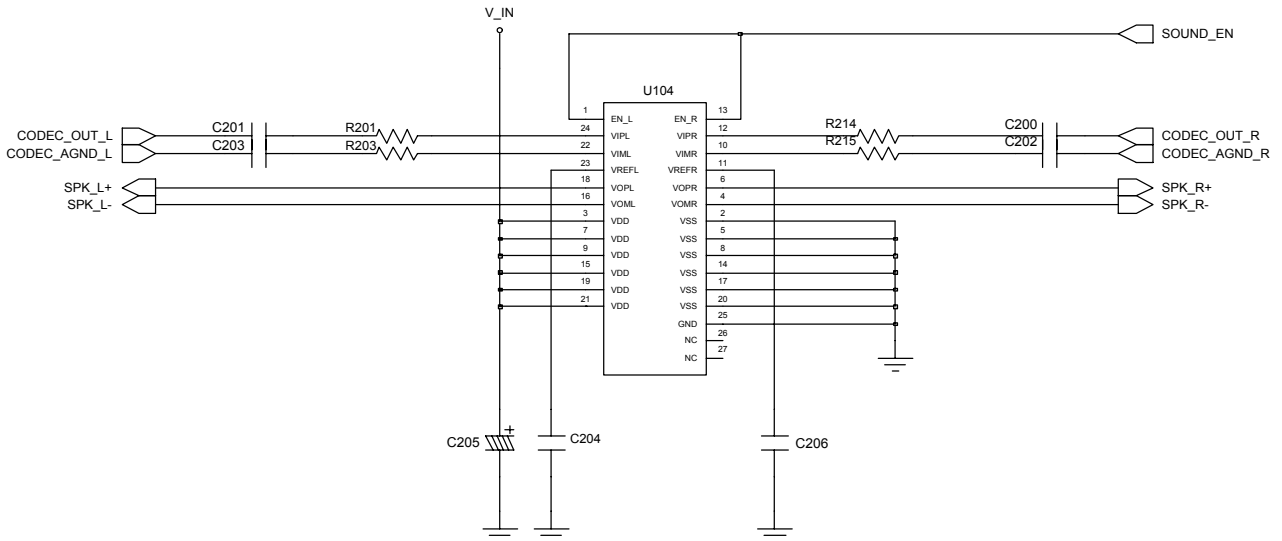 V_IN
SOUND_EN
U104
1 EN_L EN_R 13
CODEC_OUT_L C201 R201 24 VIPL VIPR 12 R214 C200 CODEC_OUT_R
CODEC_AGND_L C203 R203 22 VIML VIMR 10 R215 C202 CODEC_AGND_R
23 VREFL VREFR 11
SPK_L+ 18 VOPL VOPR 6 SPK_R+
SPK_L- 16 VOML VOMR 4 SPK_R-
3 VDD VSS 2
7 VDD VSS 5
9 VDD VSS 8
15 VDD VSS 14
19 VDD VSS 17
21 VDD VSS 20
GND 25
NC 26
NC 27
C205 + C204 C206